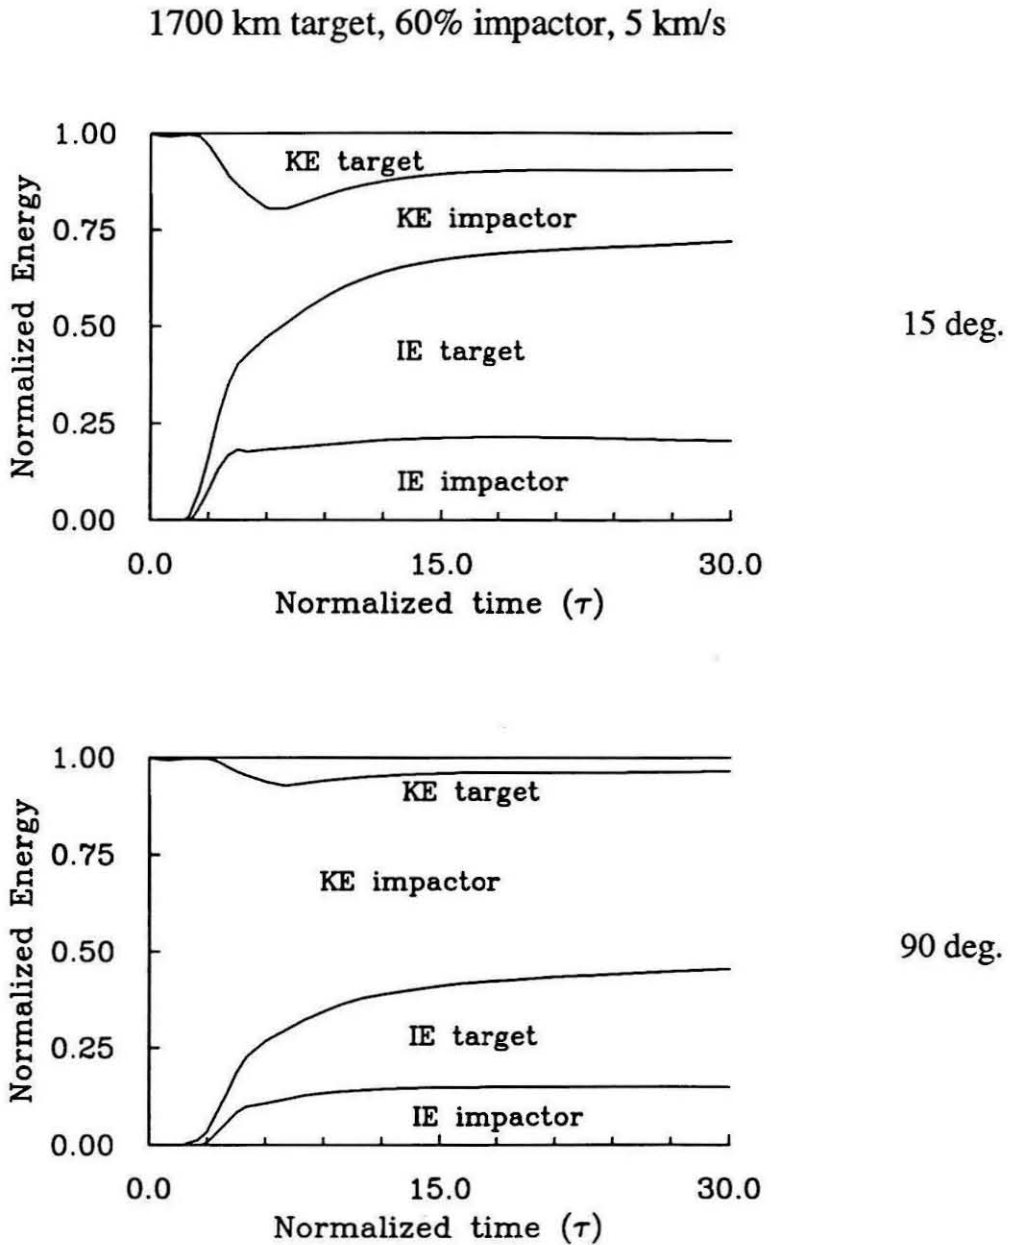 1700 km target, 60% impactor, 5 km/s
1.00
KE target
KE impactor
0.75
0.50
IE target
0.25
IE impactor
0.00
0.0 15.0 30.0
Normalized time (τ)
Normalized Energy
15 deg.
1.00
KE target
0.75
KE impactor
0.50
IE target
0.25
IE impactor
0.00
0.0 15.0 30.0
Normalized time (τ)
Normalized Energy
90 deg.